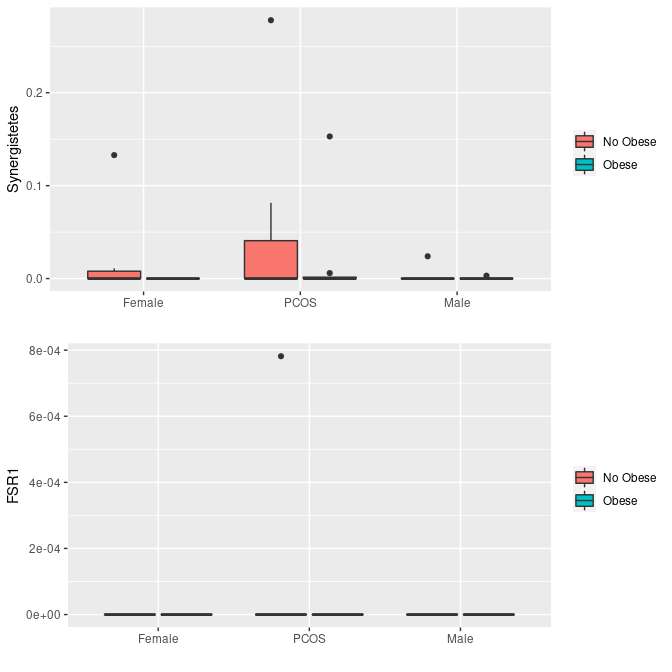 Synergistetes
0.2
0.1
0.0
Female PCOS Male
No Obese
Obese
FSR1
8e-04
6e-04
4e-04
2e-04
0e+00
Female PCOS Male
No Obese
Obese